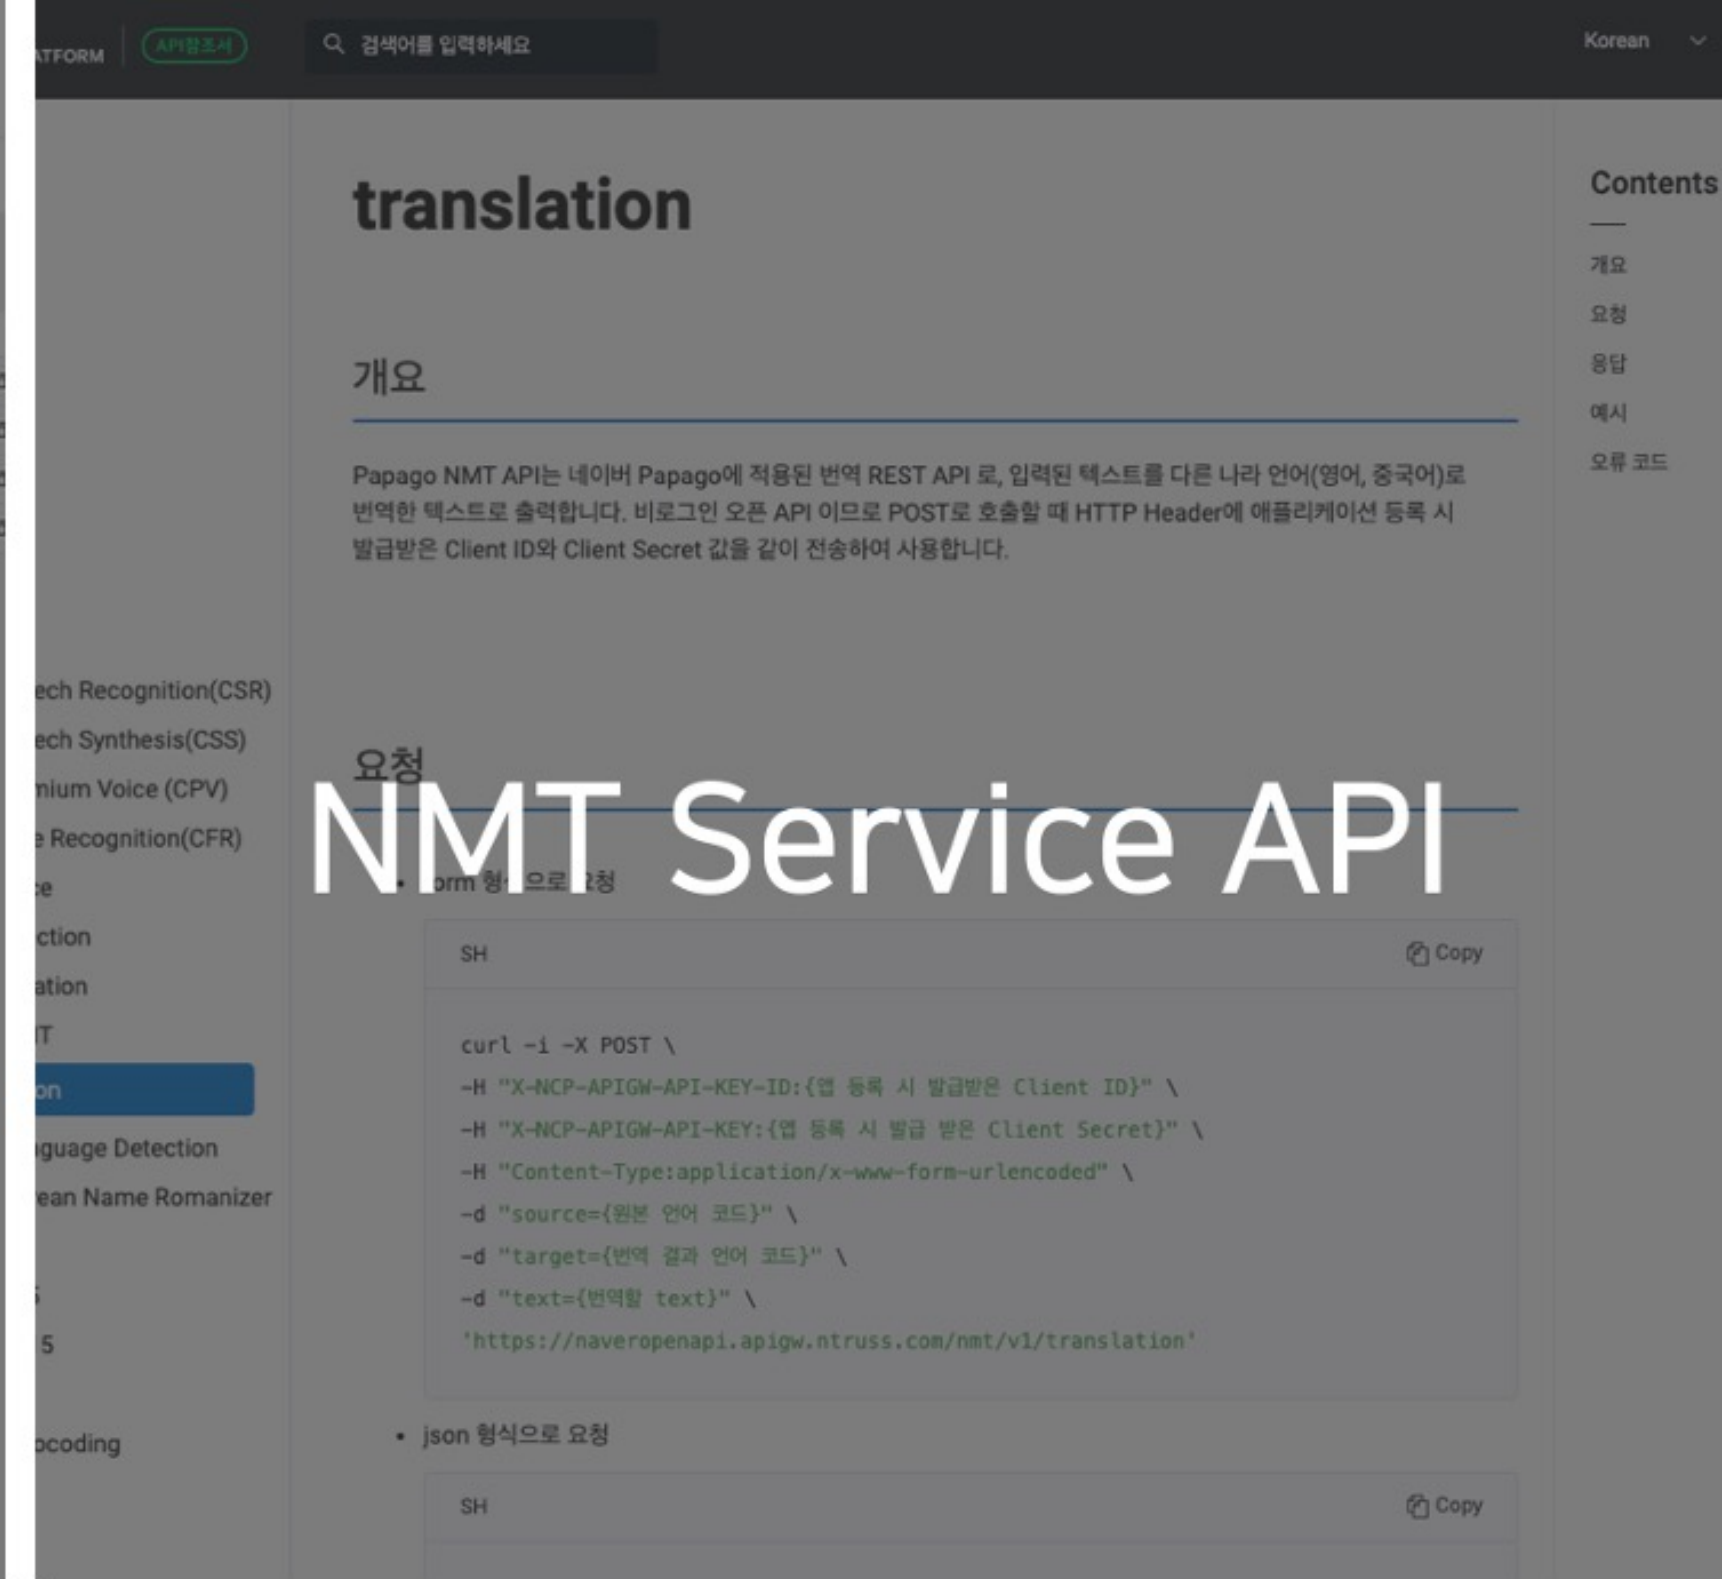 API참조서
검색어를 입력하세요
Korean
translation
개요
Papago NMT API는 네이버 Papago에 적용된 번역 REST API 로, 입력된 텍스트를 다른 나라 언어(영어, 중국어)로
번역한 텍스트로 출력합니다. 비로그인 오픈 API 이므로 POST로 호출할 때 HTTP Header에 애플리케이션 등록 시
발급받은 Client ID와 Client Secret 값을 같이 전송하여 사용합니다.
요청
NMT Service API
SH
Copy
curl -i -X POST \
-H "X-NCP-APIGW-API-KEY-ID:{앱 등록 시 발급받은 Client ID}" \
-H "X-NCP-APIGW-API-KEY:{앱 등록 시 발급 받은 Client Secret}" \
-H "Content-Type:application/x-www-form-urlencoded" \
-d "source={원본 언어 코드}" \
-d "target={번역 결과 언어 코드}" \
-d "text={번역할 text}" \
'https://naveropenapi.apigw.ntruss.com/nmt/v1/translation'
• json 형식으로 요청
SH
Copy
Contents
개요
요청
응답
예시
오류 코드
Recognition(CSR)
Synthesis(CSS)
Voice (CPV)
Recognition(CFR)
Detection
Name Romanizer
5